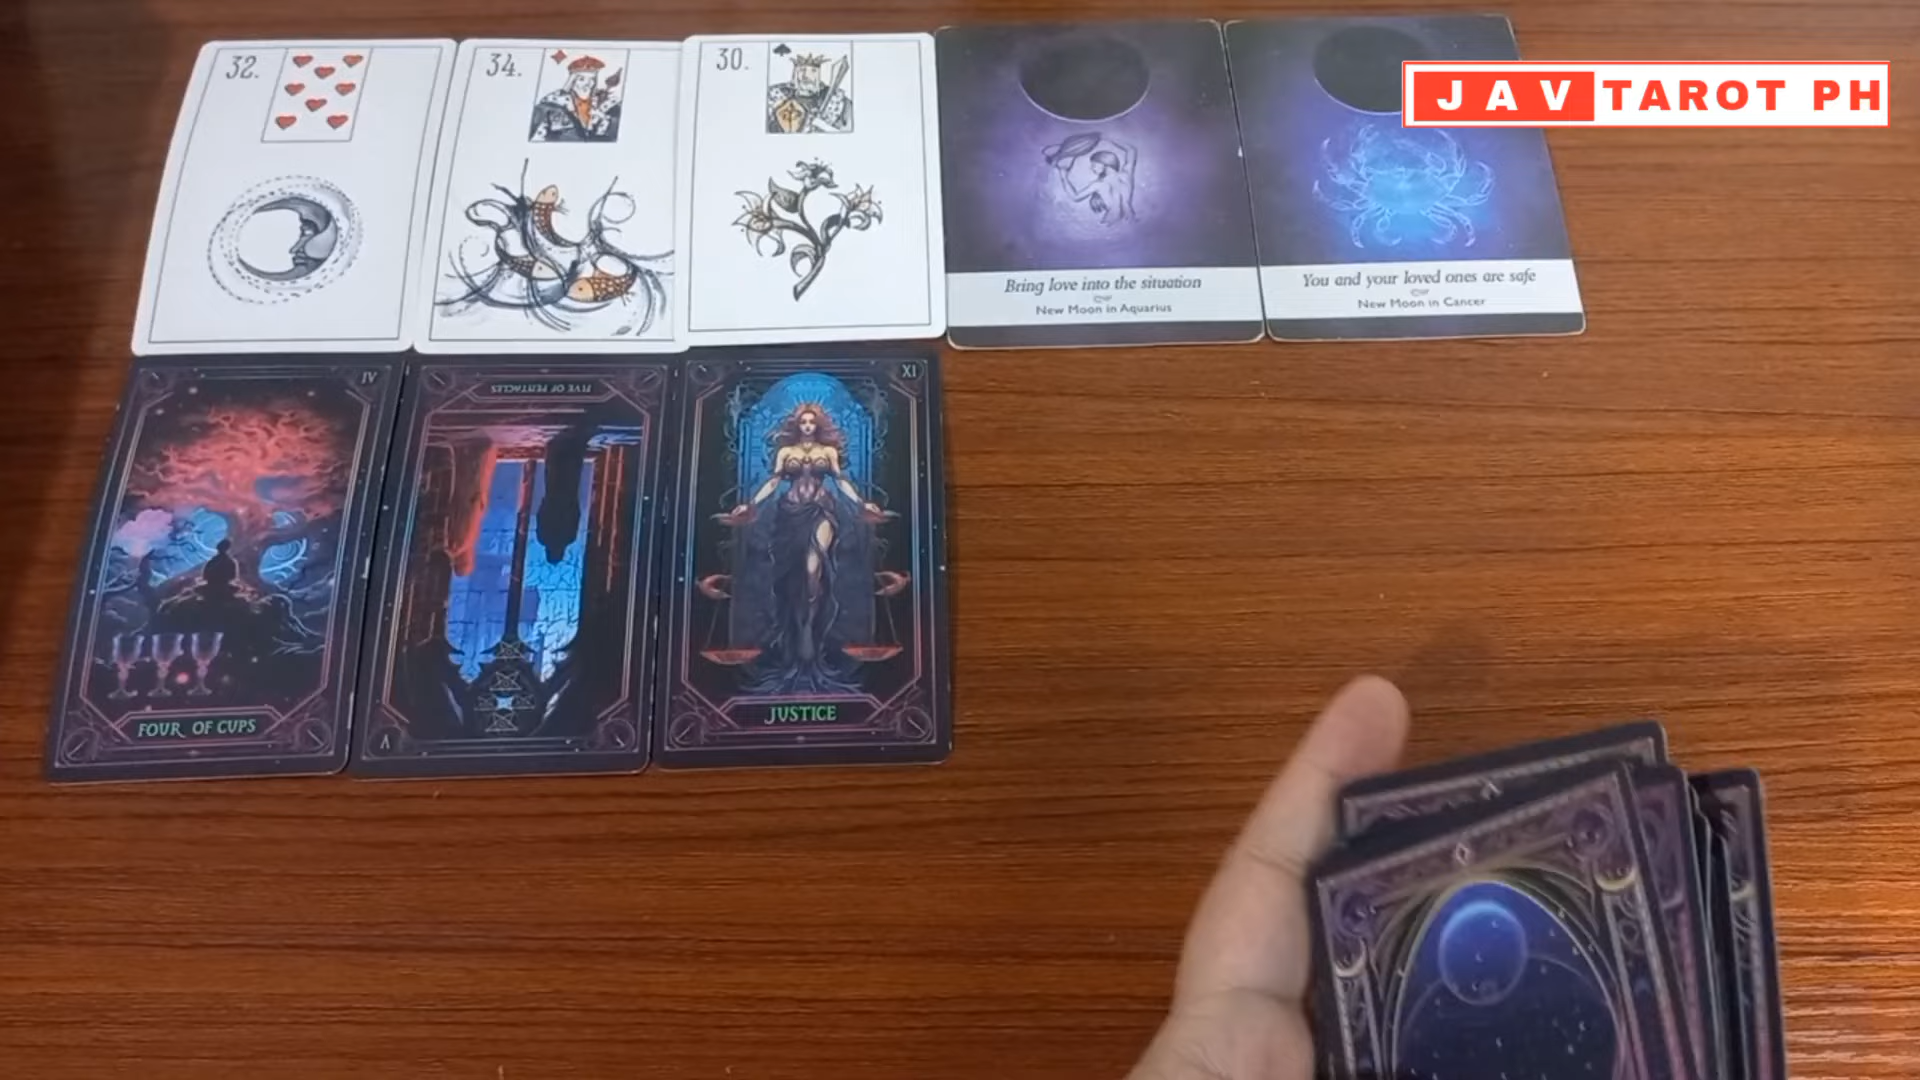 32.
34.
30.
JAV TAROT PH
Bring love into the situation
New Moon in Aquarius
You and your loved ones are safe
New Moon in Cancer
IV
FIVE OF PENTACLES
XI
FOUR OF CUPS
V
JUSTICE